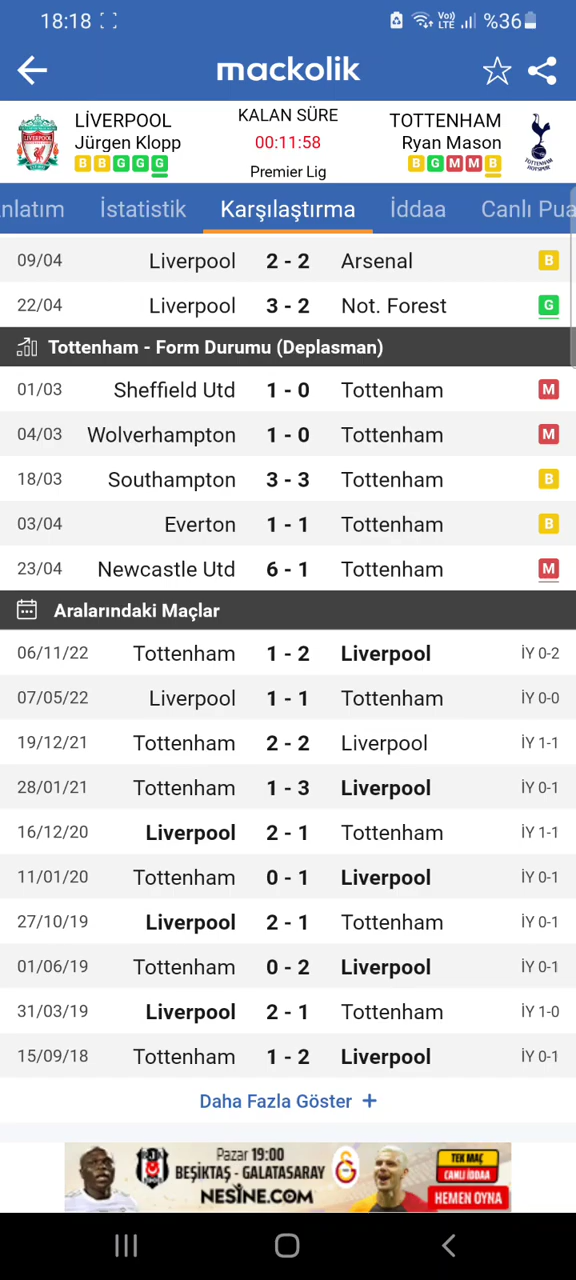 18:18 Vo)) LTE %36
mackolik
LİVERPOOL KALAN SÜRE TOTTENHAM
Jürgen Klopp 00:11:58 Ryan Mason
B B G G G Premier Lig B G M M B
nlatım İstatistik Karşılaştırma İddaa Canlı Pua
09/04 Liverpool 2 - 2 Arsenal B
22/04 Liverpool 3 - 2 Not. Forest G
Tottenham - Form Durumu (Deplasman)
01/03 Sheffield Utd 1 - 0 Tottenham M
04/03 Wolverhampton 1 - 0 Tottenham M
18/03 Southampton 3 - 3 Tottenham B
03/04 Everton 1 - 1 Tottenham B
23/04 Newcastle Utd 6 - 1 Tottenham M
Aralarındaki Maçlar
06/11/22 Tottenham 1 - 2 Liverpool İY 0-2
07/05/22 Liverpool 1 - 1 Tottenham İY 0-0
19/12/21 Tottenham 2 - 2 Liverpool İY 1-1
28/01/21 Tottenham 1 - 3 Liverpool İY 0-1
16/12/20 Liverpool 2 - 1 Tottenham İY 1-1
11/01/20 Tottenham 0 - 1 Liverpool İY 0-1
27/10/19 Liverpool 2 - 1 Tottenham İY 0-1
01/06/19 Tottenham 0 - 2 Liverpool İY 0-1
31/03/19 Liverpool 2 - 1 Tottenham İY 1-0
15/09/18 Tottenham 1 - 2 Liverpool İY 0-1
Daha Fazla Göster +
Pazar 19:00
BEŞİKTAŞ - GALATASARAY
NESİNE.COM
TEK MAÇ
CANLI İDDAA
HEMEN OYNA